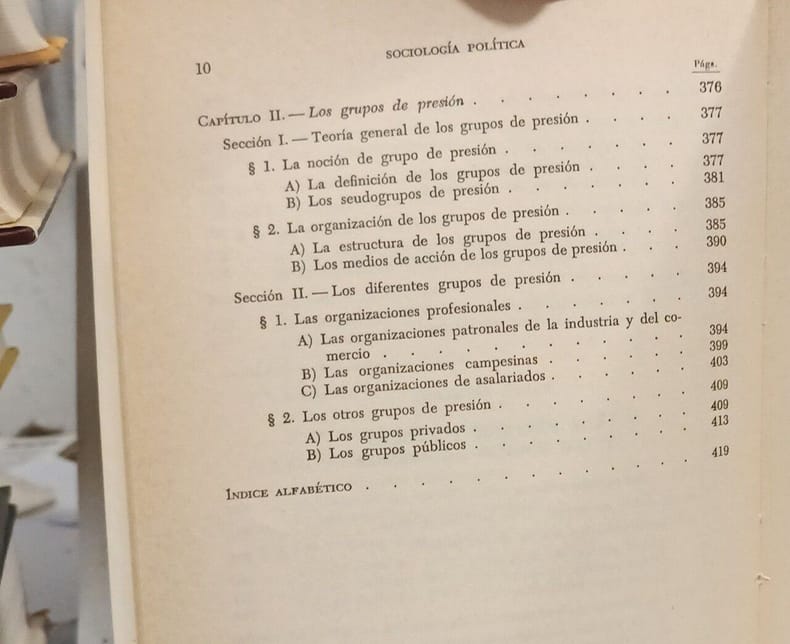 10 SOCIOLOGÍA POLÍTICA
Págs.
CAPÍTULO II. — Los grupos de presión . . . . . . . . 376
Sección I. — Teoría general de los grupos de presión . . . . 377
§ 1. La noción de grupo de presión . . . . . . . 377
A) La definición de los grupos de presión . . . . 377
B) Los seudogrupos de presión . . . . . . . 381
§ 2. La organización de los grupos de presión . . . . . 385
A) La estructura de los grupos de presión . . . . 385
B) Los medios de acción de los grupos de presión . . . 390
Sección II. — Los diferentes grupos de presión . . . . . 394
§ 1. Las organizaciones profesionales . . . . . . . 394
A) Las organizaciones patronales de la industria y del co-
mercio . . . . . . . . . . . 394
B) Las organizaciones campesinas . . . . . . 399
C) Las organizaciones de asalariados . . . . . . 403
§ 2. Los otros grupos de presión . . . . . . . 409
A) Los grupos privados . . . . . . . . 409
B) Los grupos públicos . . . . . . . . 413
INDICE ALFABÉTICO . . . . . . . . . . . . 419